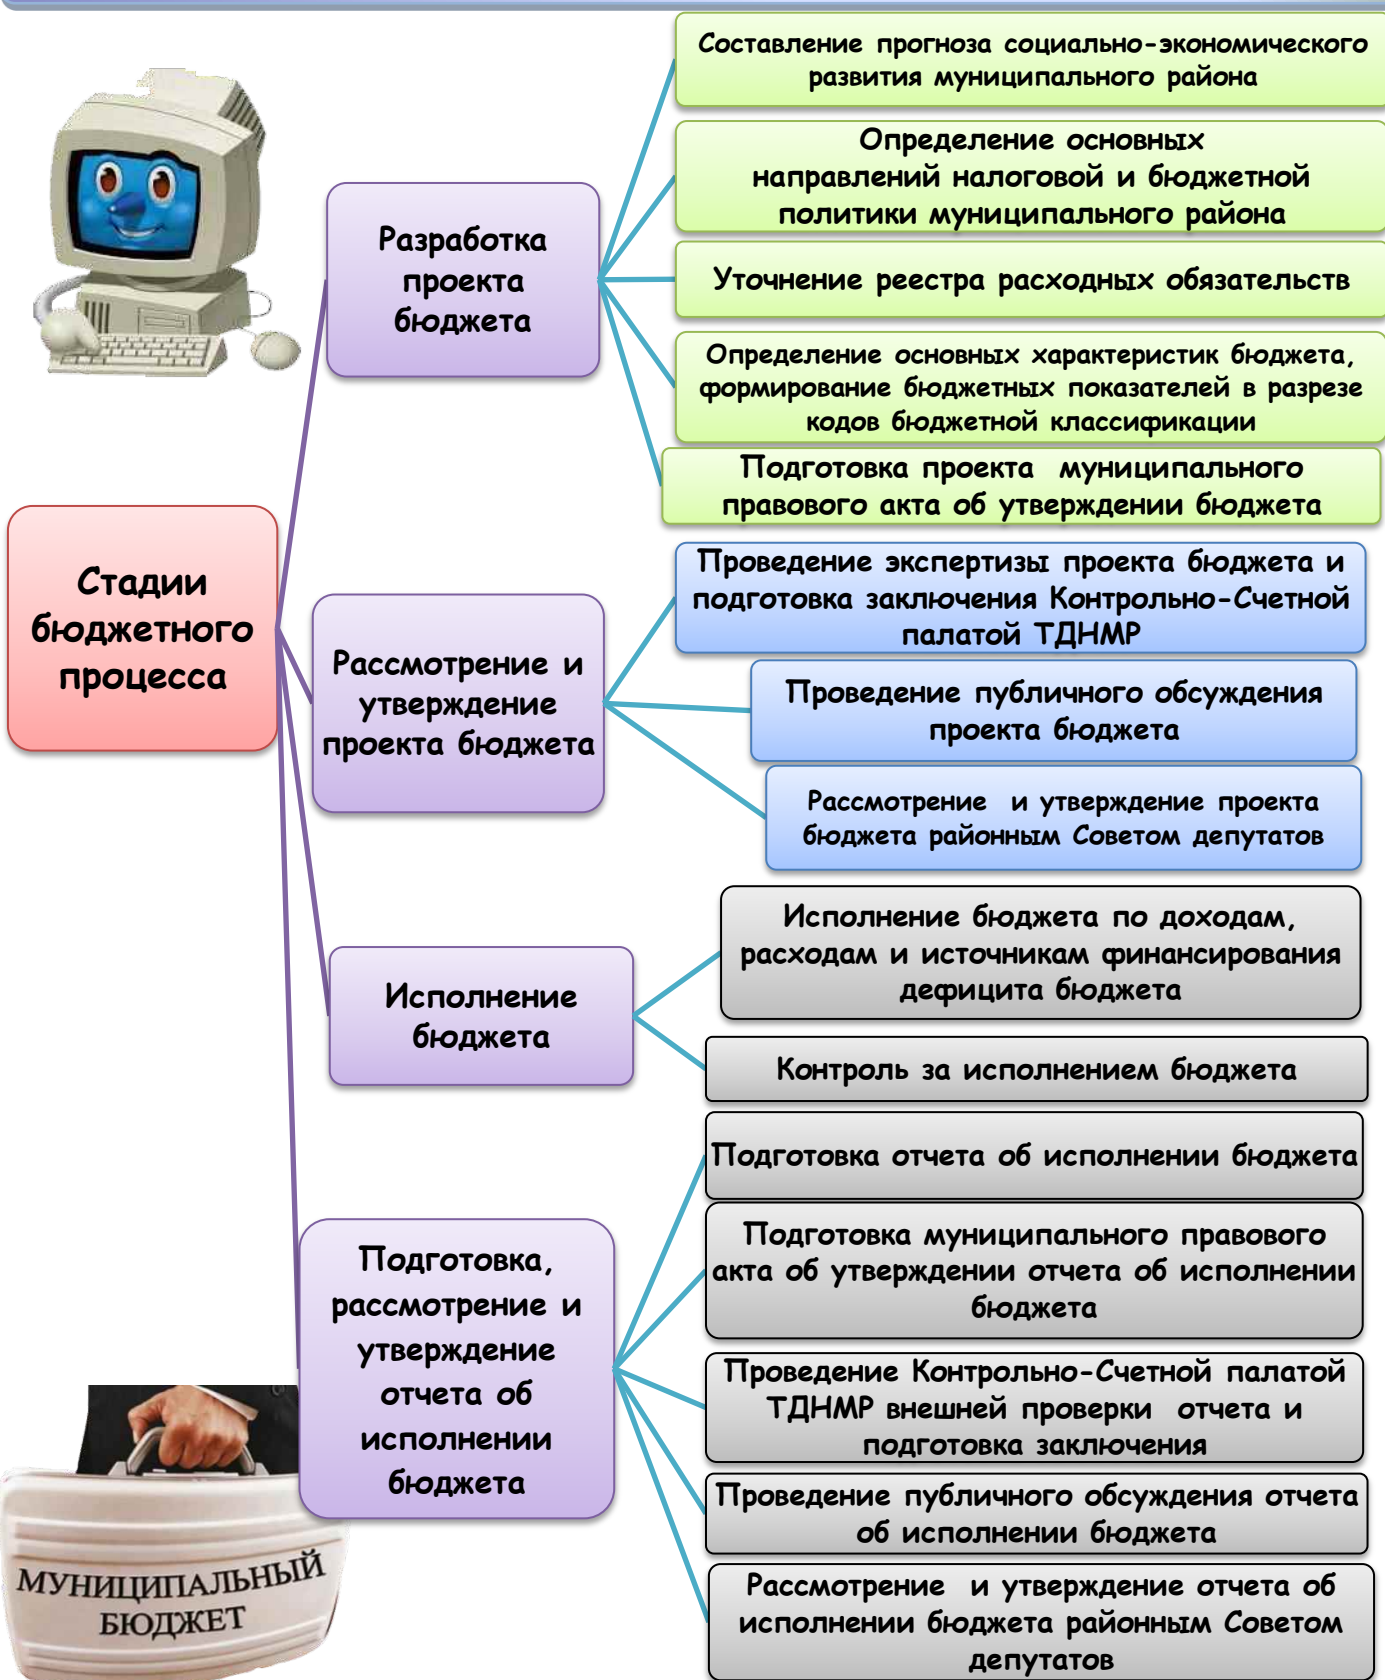 Стадии
бюджетного
процесса
Разработка
проекта
бюджета
Составление прогноза социально-экономического
развития муниципального района
Определение основных
направлений налоговой и бюджетной
политики муниципального района
Уточнение реестра расходных обязательств
Определение основных характеристик бюджета,
формирование бюджетных показателей в разрезе
кодов бюджетной классификации
Подготовка проекта муниципального
правового акта об утверждении бюджета
Рассмотрение и
утверждение
проекта бюджета
Проведение экспертизы проекта бюджета и
подготовка заключения Контрольно-Счетной
палатой ТДНМР
Проведение публичного обсуждения
проекта бюджета
Рассмотрение и утверждение проекта
бюджета районным Советом депутатов
Исполнение
бюджета
Исполнение бюджета по доходам,
расходам и источникам финансирования
дефицита бюджета
Контроль за исполнением бюджета
Подготовка,
рассмотрение и
утверждение
отчета об
исполнении
бюджета
Подготовка отчета об исполнении бюджета
Подготовка муниципального правового
акта об утверждении отчета об исполнении
бюджета
Проведение Контрольно-Счетной палатой
ТДНМР внешней проверки отчета и
подготовка заключения
Проведение публичного обсуждения отчета
об исполнении бюджета
Рассмотрение и утверждение отчета об
исполнении бюджета районным Советом
депутатов
МУНИЦИПАЛЬНЫЙ
БЮДЖЕТ